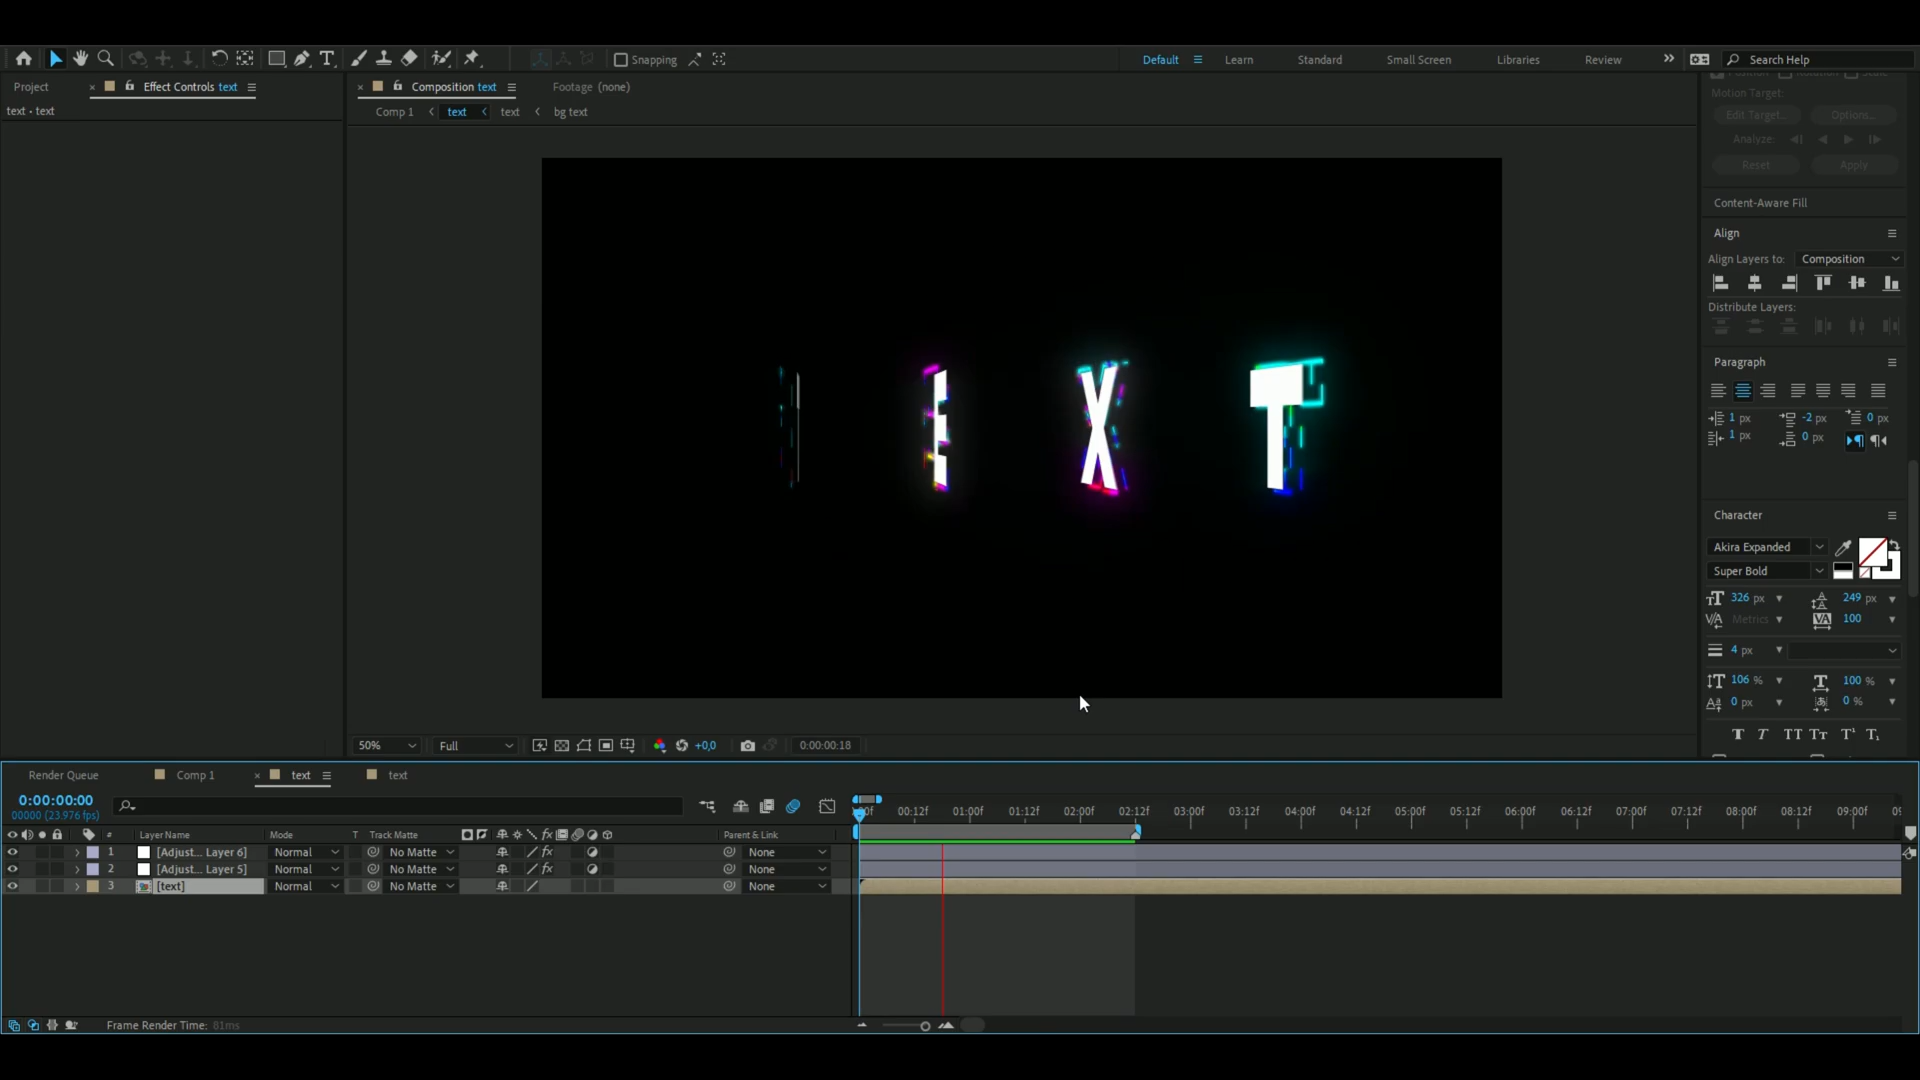 Snapping
Default
Learn
Standard
Small Screen
Libraries
Review
Search Help
Project
Effect Controls text
Composition text
Footage (none)
text • text
Comp 1
text
text
bg text
Motion Target:
Edit Target...
Options...
Analyze:
Reset
Apply
Content-Aware Fill
Align
Align Layers to: Composition
Distribute Layers:
Paragraph
1 px -2 px 0 px
1 px 0 px
Character
Akira Expanded
Super Bold
326 px 249 px
Metrics 100
4 px
106 % 100 %
0 px 0 %
E X T
50% Full +0,0 0:00:00:18
Render Queue Comp 1 text text
0:00:00:00
00000 (23.976 fps)
00:12f 01:00f 01:12f 02:00f 02:12f 03:00f 03:12f 04:00f 04:12f 05:00f 05:12f 06:00f 06:12f 07:00f 07:12f 08:00f 08:12f 09:00f
# Layer Name Mode T Track Matte fx Parent & Link
1 [Adjust... Layer 6] Normal No Matte fx None
2 [Adjust... Layer 5] Normal No Matte fx None
3 [text] Normal No Matte None
Frame Render Time: 81ms